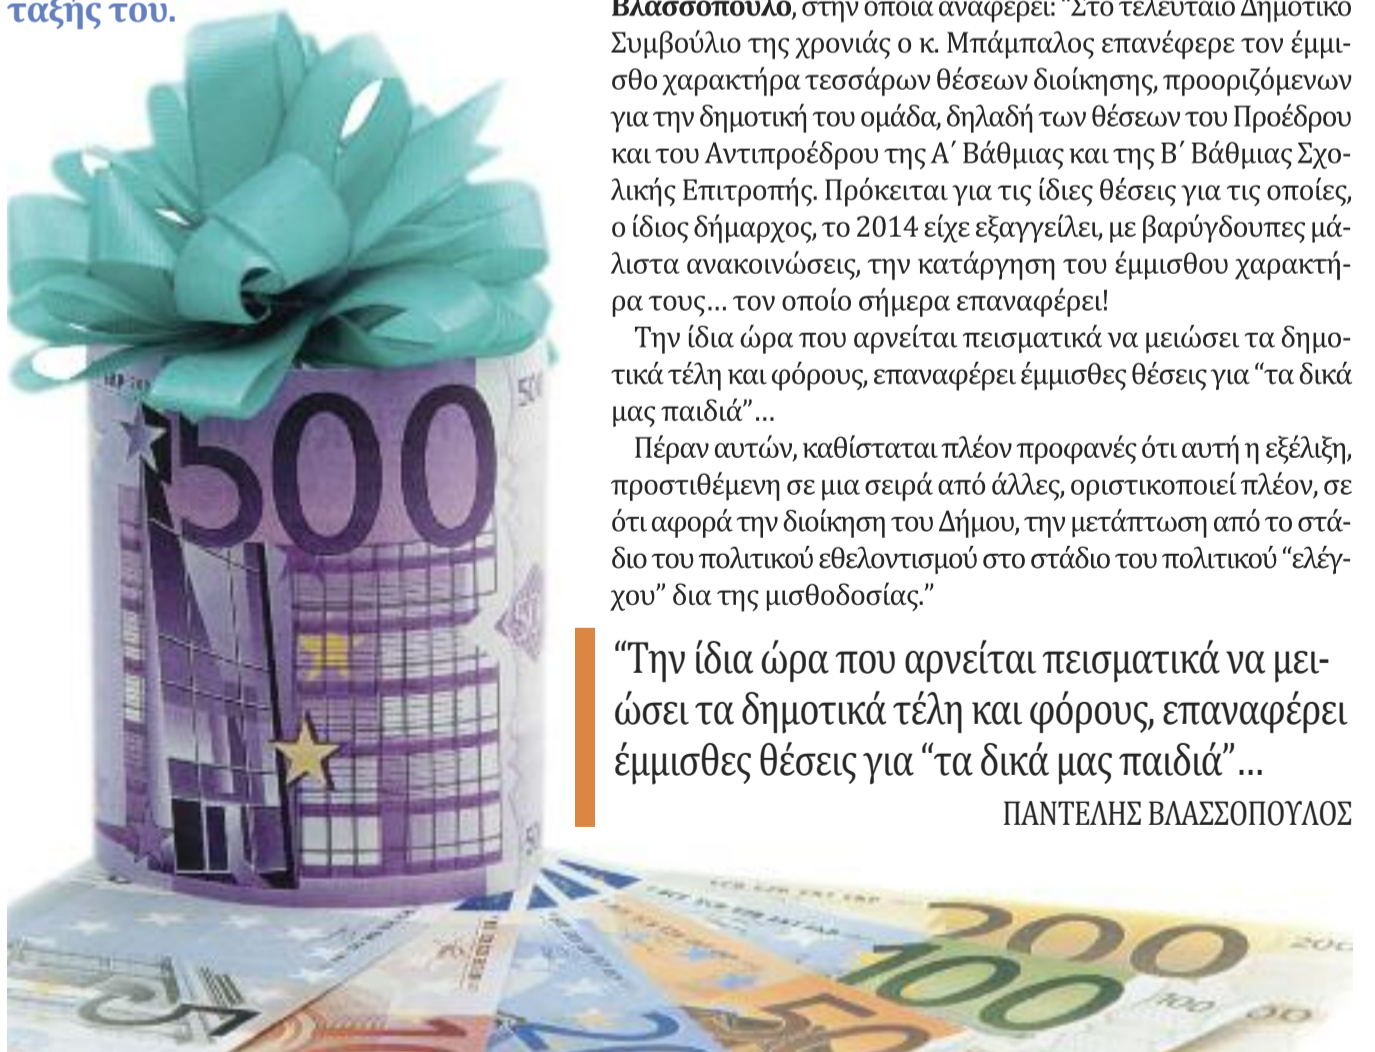 ταξής του.
Βλασσόπουλο, στην οποία αναφέρει: “Στο τελευταίο Δημοτικό
Συμβούλιο της χρονιάς ο κ. Μπάμπαλος επανέφερε τον έμμι-
σθο χαρακτήρα τεσσάρων θέσεων διοίκησης, προοριζόμενων
για την δημοτική του ομάδα, δηλαδή των θέσεων του Προέδρου
και του Αντιπροέδρου της Α΄ Βάθμιας και της Β΄ Βάθμιας Σχο-
λικής Επιτροπής. Πρόκειται για τις ίδιες θέσεις για τις οποίες,
ο ίδιος δήμαρχος, το 2014 είχε εξαγγείλει, με βαρύγδουπες μά-
λιστα ανακοινώσεις, την κατάργηση του έμμισθου χαρακτή-
ρα τους... τον οποίο σήμερα επαναφέρει!
Την ίδια ώρα που αρνείται πεισματικά να μειώσει τα δημο-
τικά τέλη και φόρους, επαναφέρει έμμισθες θέσεις για “τα δικά
μας παιδιά”...
Πέραν αυτών, καθίσταται πλέον προφανές ότι αυτή η εξέλιξη,
προστιθέμενη σε μια σειρά από άλλες, οριστικοποιεί πλέον, σε
ότι αφορά την διοίκηση του Δήμου, την μετάπτωση από το στά-
διο του πολιτικού εθελοντισμού στο στάδιο του πολιτικού “ελέγ-
χου” δια της μισθοδοσίας.”
“Την ίδια ώρα που αρνείται πεισματικά να μει-
ώσει τα δημοτικά τέλη και φόρους, επαναφέρει
έμμισθες θέσεις για “τα δικά μας παιδιά”...
ΠΑΝΤΕΛΗΣ ΒΛΑΣΣΟΠΟΥΛΟΣ
500
200
100
50
20
10
5